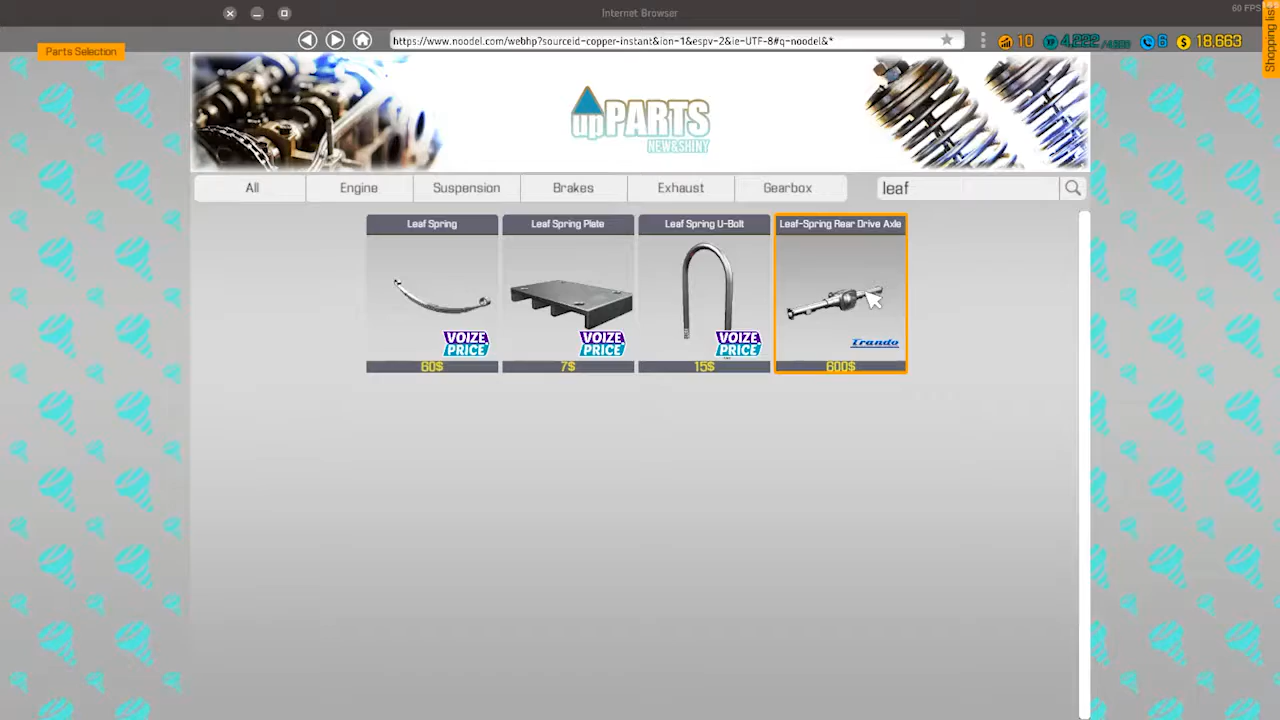 Internet Browser
60 FPS
Parts Selection
https://www.noodel.com/webhp?sourceid-copper-instant&ion-1&espv-2&ie-UTF-8#q-noodel&*
10
4,222
6
$ 18.663
Shopping list
upPARTS
NEW&SHINY
All
Engine
Suspension
Brakes
Exhaust
Gearbox
leaf
Leaf Spring
Leaf Spring Plate
Leaf Spring U-Bolt
Leaf-Spring Rear Drive Axle
VOIZE PRICE
VOIZE PRICE
VOIZE PRICE
Trando
60$
7$
15$
600$